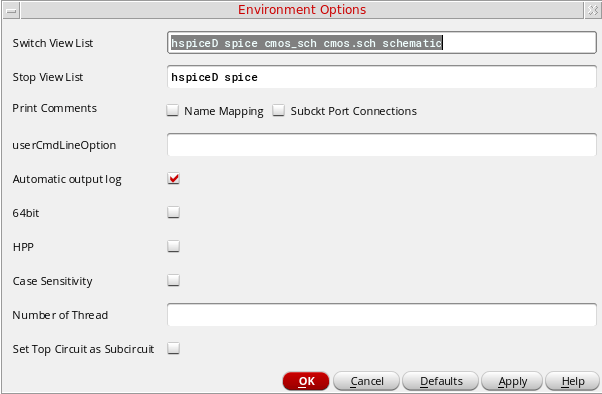 Environment Options
Switch View List hspiceD spice cmos_sch cmos.sch schematic
Stop View List hspiceD spice
Print Comments Name Mapping Subckt Port Connections
userCmdLineOption
Automatic output log
64bit
HPP
Case Sensitivity
Number of Thread
Set Top Circuit as Subcircuit
OK Cancel Defaults Apply Help